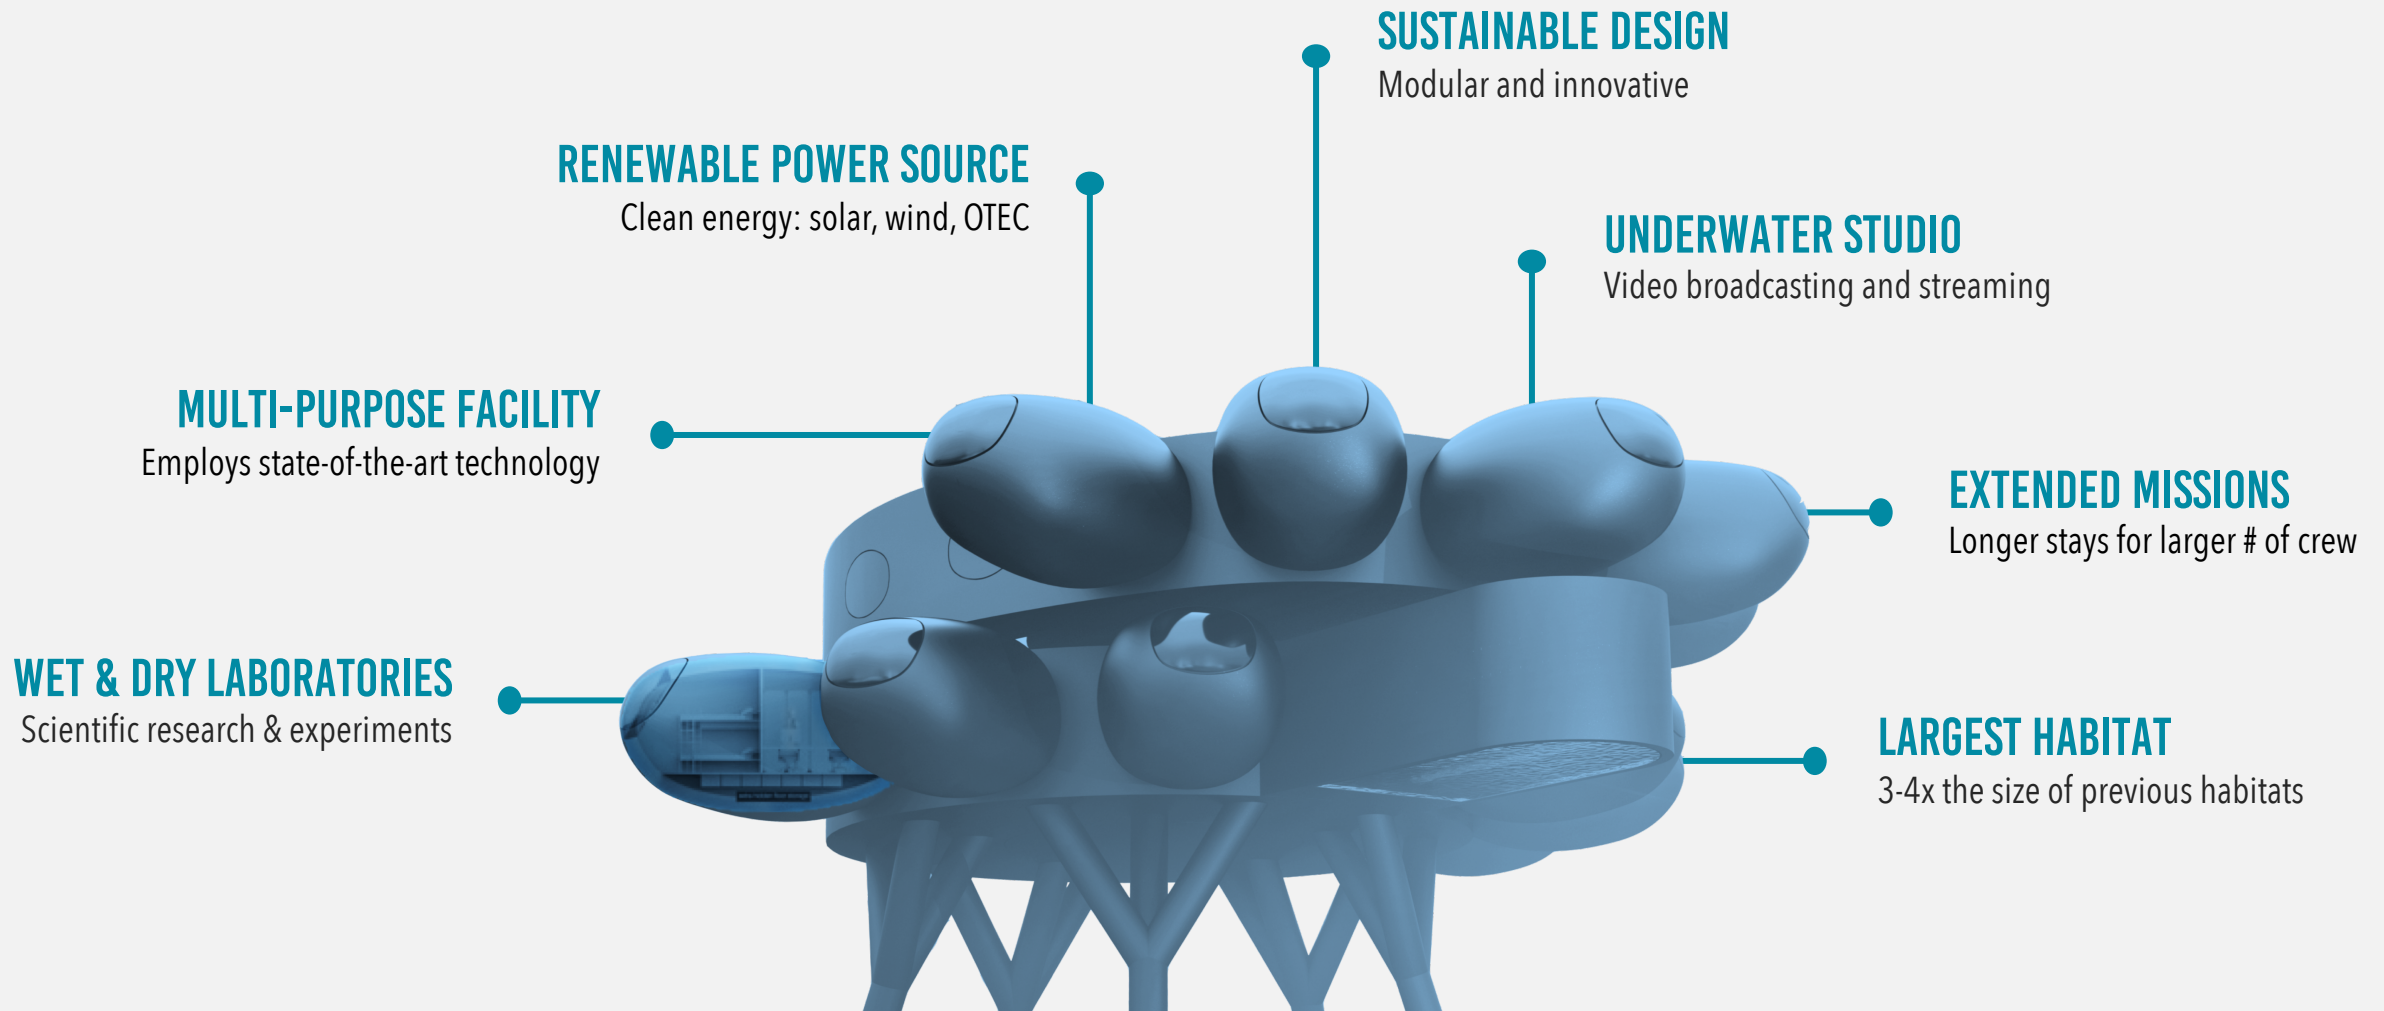 SUSTAINABLE DESIGN
Modular and innovative
RENEWABLE POWER SOURCE
Clean energy: solar, wind, OTEC
UNDERWATER STUDIO
Video broadcasting and streaming
MULTI-PURPOSE FACILITY
Employs state-of-the-art technology
EXTENDED MISSIONS
Longer stays for larger # of crew
WET & DRY LABORATORIES
Scientific research & experiments
LARGEST HABITAT
3-4x the size of previous habitats